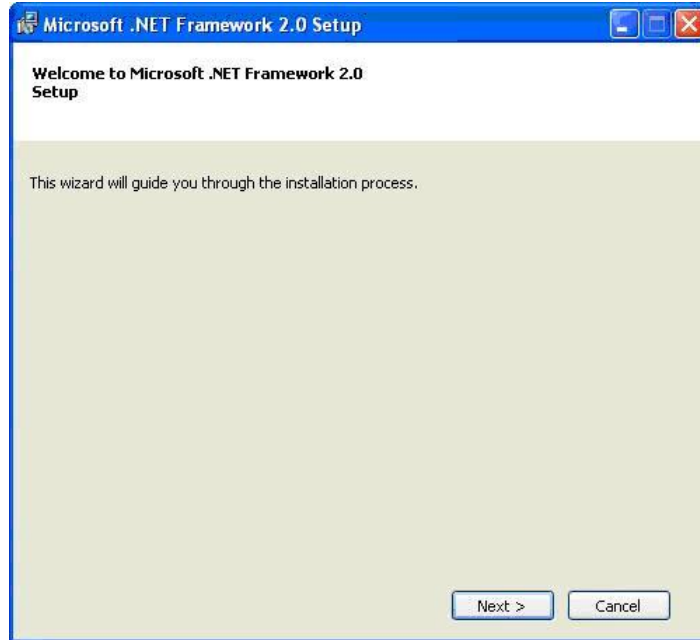 Microsoft .NET Framework 2.0 Setup
Welcome to Microsoft .NET Framework 2.0
Setup
This wizard will guide you through the installation process.
Next > Cancel